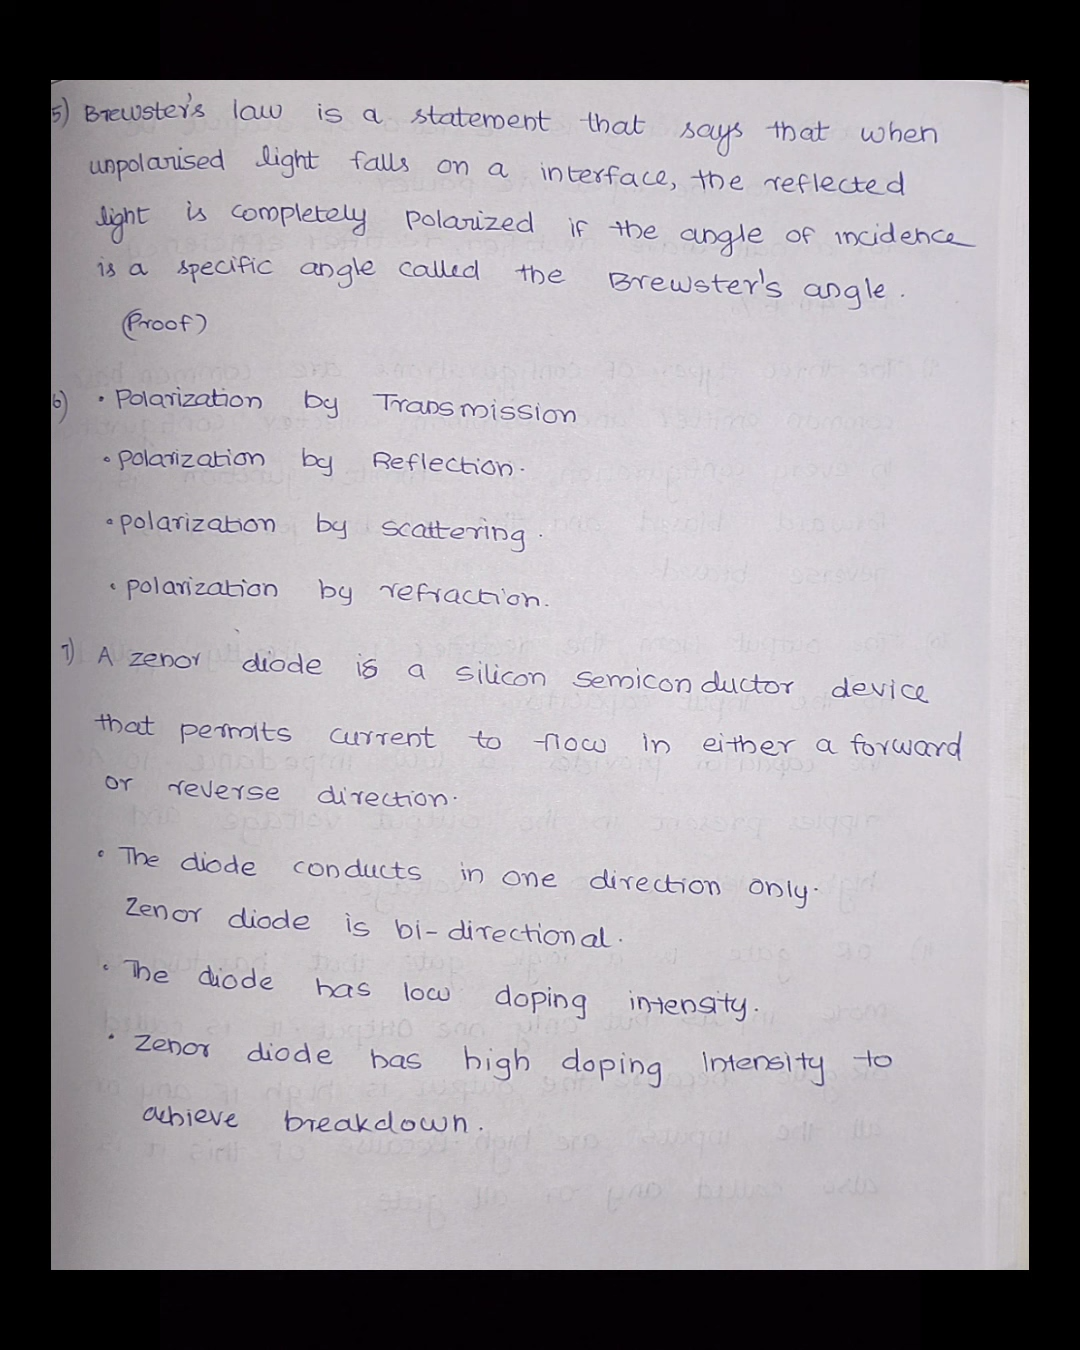 5) Brewster's law is a statement that says that when
unpolarised light falls on a interface, the reflected
light is completely polarized if the angle of incidence
is a specific angle called the Brewster's angle.
(Proof)
6) • Polarization by Transmission
• polarization by Reflection.
• polarization by scattering.
• polarization by refraction.
7) A zenor diode is a silicon semiconductor device
that permits current to flow in either a forward
or reverse direction.
• The diode conducts in one direction only.
Zenor diode is bi-directional.
• The diode has low doping intensity.
• Zenor diode has high doping intensity to
achieve breakdown.